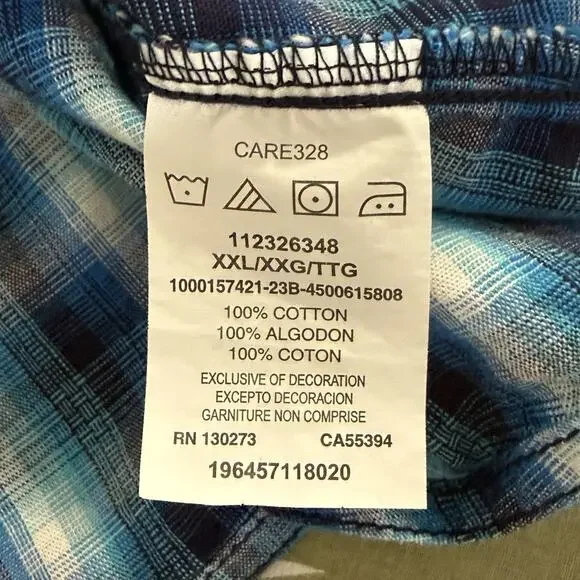 CARE328
112326348
XXL/XXG/TTG
1000157421-23B-4500615808
100% COTTON
100% ALGODON
100% COTON
EXCLUSIVE OF DECORATION
EXCEPTO DECORACION
GARNITURE NON COMPRISE
RN 130273 CA55394
196457118020